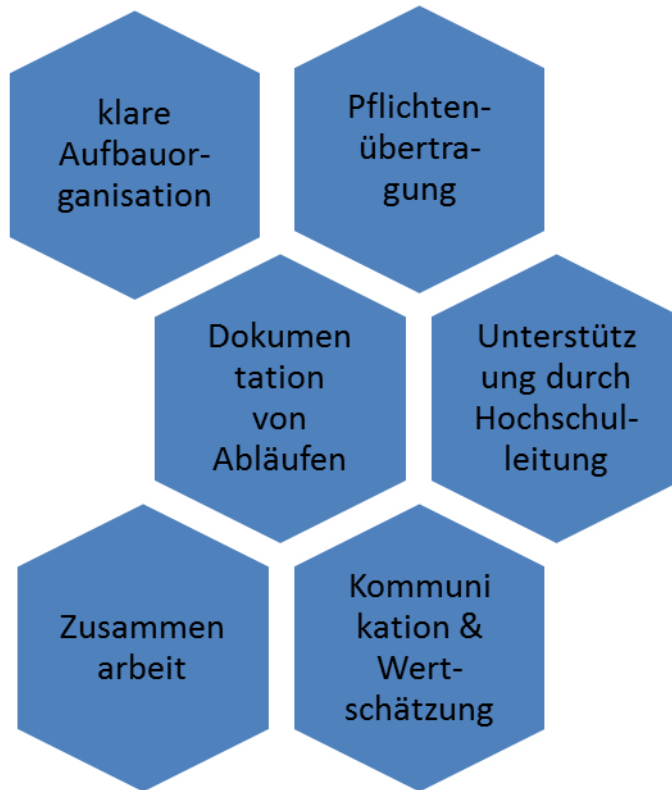 klare
Aufbauor-
ganisation
Pflichten-
übertra-
gung
Dokumen
tation
von
Abläufen
Unterstütz
ung durch
Hochschul-
leitung
Zusammen
arbeit
Kommuni
kation &
Wert-
schätzung